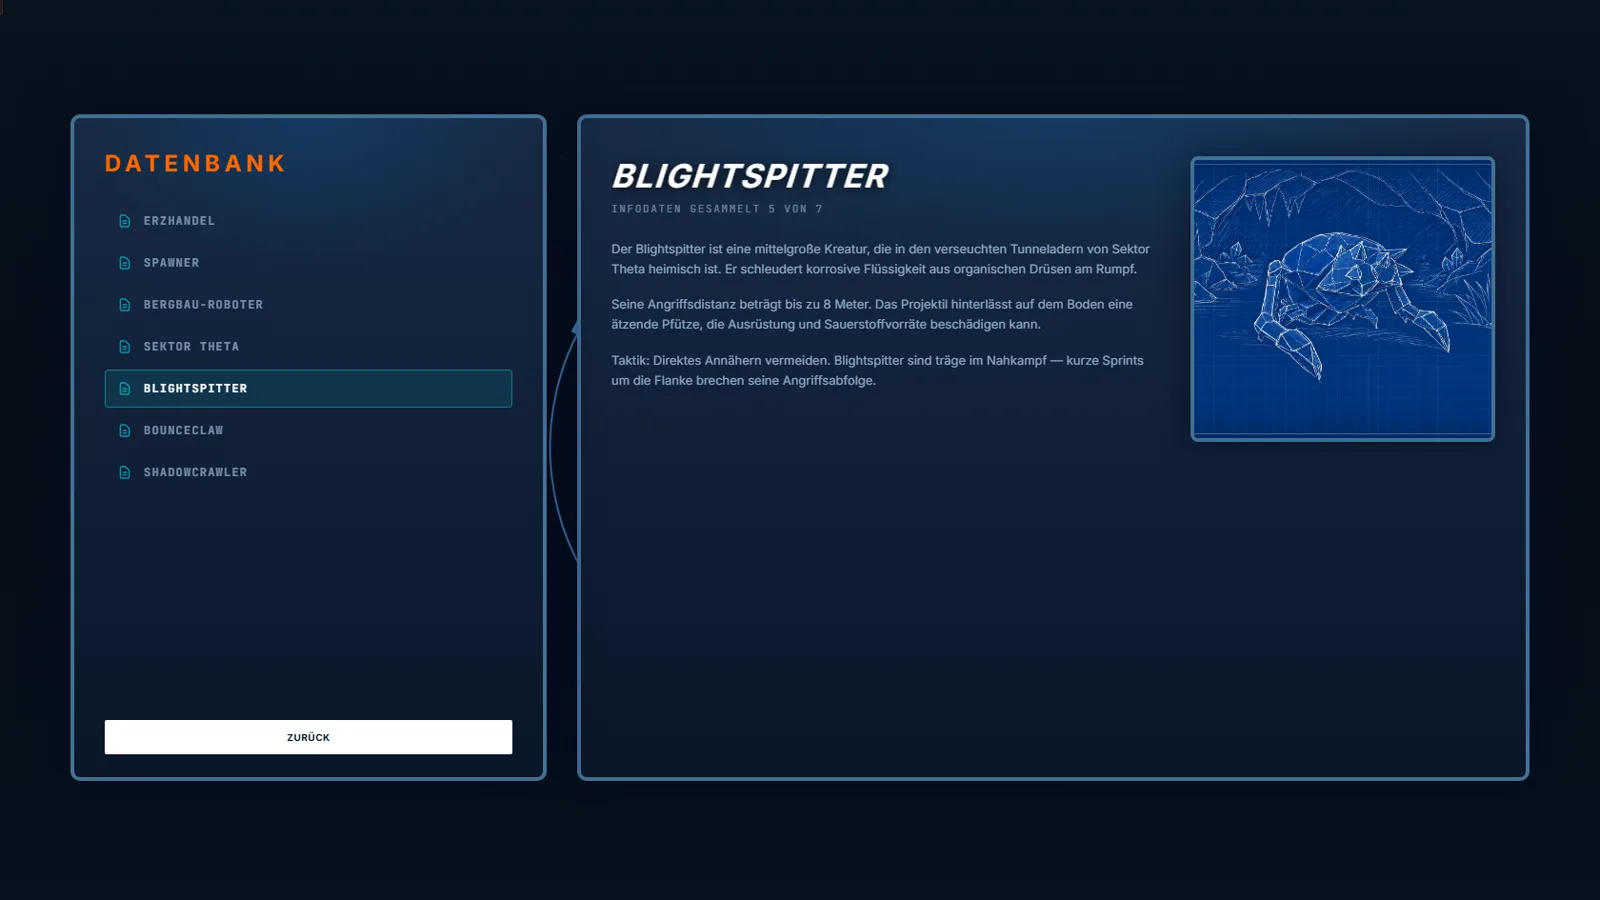 DATENBANK
ERZHANDEL
SPAWNER
BERGBAU-ROBOTER
SEKTOR THETA
BLIGHTSPITTER
BOUNCECLAW
SHADOWCRAWLER
ZURÜCK
BLIGHTSPITTER
INFODATEN GESAMMELT 5 VON 7
Der Blightspitter ist eine mittelgroße Kreatur, die in den verseuchten Tunneladern von Sektor
Theta heimisch ist. Er schleudert korrosive Flüssigkeit aus organischen Drüsen am Rumpf.
Seine Angriffsdistanz beträgt bis zu 8 Meter. Das Projektil hinterlässt auf dem Boden eine
ätzende Pfütze, die Ausrüstung und Sauerstoffvorräte beschädigen kann.
Taktik: Direktes Annähern vermeiden. Blightspitter sind träge im Nahkampf — kurze Sprints
um die Flanke brechen seine Angriffsabfolge.